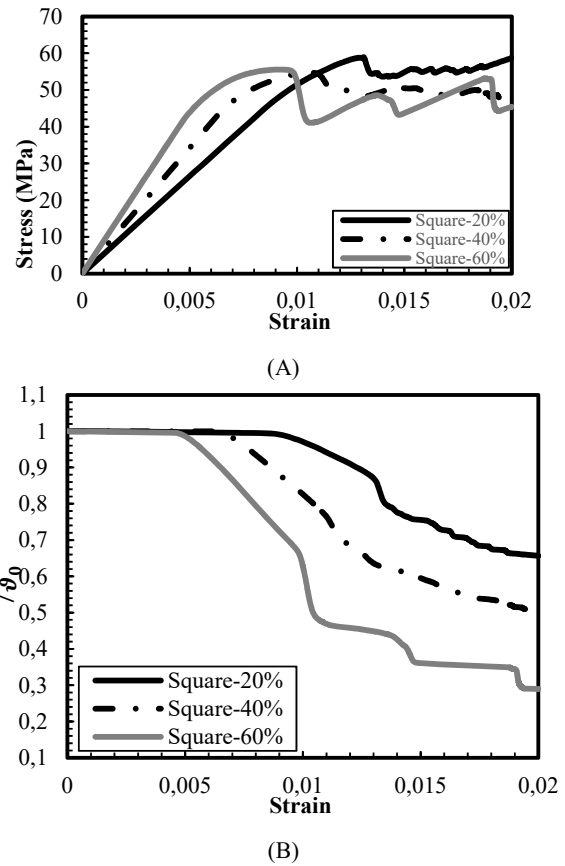 70
60
50
40
30
20
10
0
Stress (MPa)
Square-20%
Square-40%
Square-60%
0 0,005 0,01 0,015 0,02
Strain
(A)
1,1
1
0,9
0,8
0,7
0,6
0,5
0,4
0,3
0,2
0,1
/ϑ0
Square-20%
Square-40%
Square-60%
0 0,005 0,01 0,015 0,02
Strain
(B)